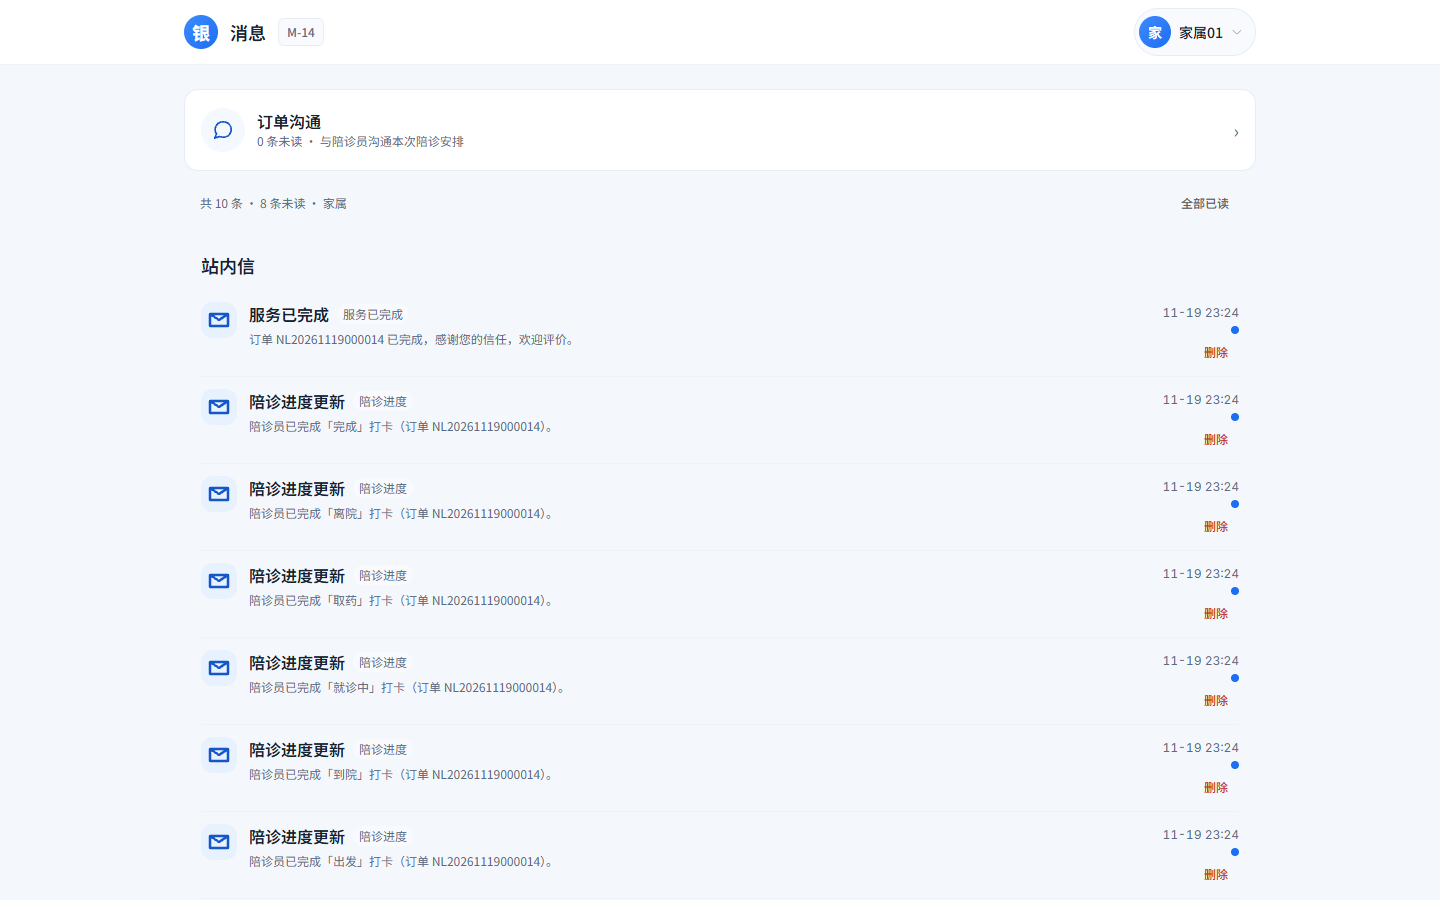 银 消息 M-14
家 家属01
订单沟通
0 条未读 · 与陪诊员沟通本次陪诊安排
›
共 10 条 · 8 条未读 · 家属
全部已读
站内信
服务已完成 服务已完成
订单 NL20261119000014 已完成，感谢您的信任，欢迎评价。
11-19 23:24
删除
陪诊进度更新 陪诊进度
陪诊员已完成「完成」打卡（订单 NL20261119000014）。
11-19 23:24
删除
陪诊进度更新 陪诊进度
陪诊员已完成「离院」打卡（订单 NL20261119000014）。
11-19 23:24
删除
陪诊进度更新 陪诊进度
陪诊员已完成「取药」打卡（订单 NL20261119000014）。
11-19 23:24
删除
陪诊进度更新 陪诊进度
陪诊员已完成「就诊中」打卡（订单 NL20261119000014）。
11-19 23:24
删除
陪诊进度更新 陪诊进度
陪诊员已完成「到院」打卡（订单 NL20261119000014）。
11-19 23:24
删除
陪诊进度更新 陪诊进度
陪诊员已完成「出发」打卡（订单 NL20261119000014）。
11-19 23:24
删除